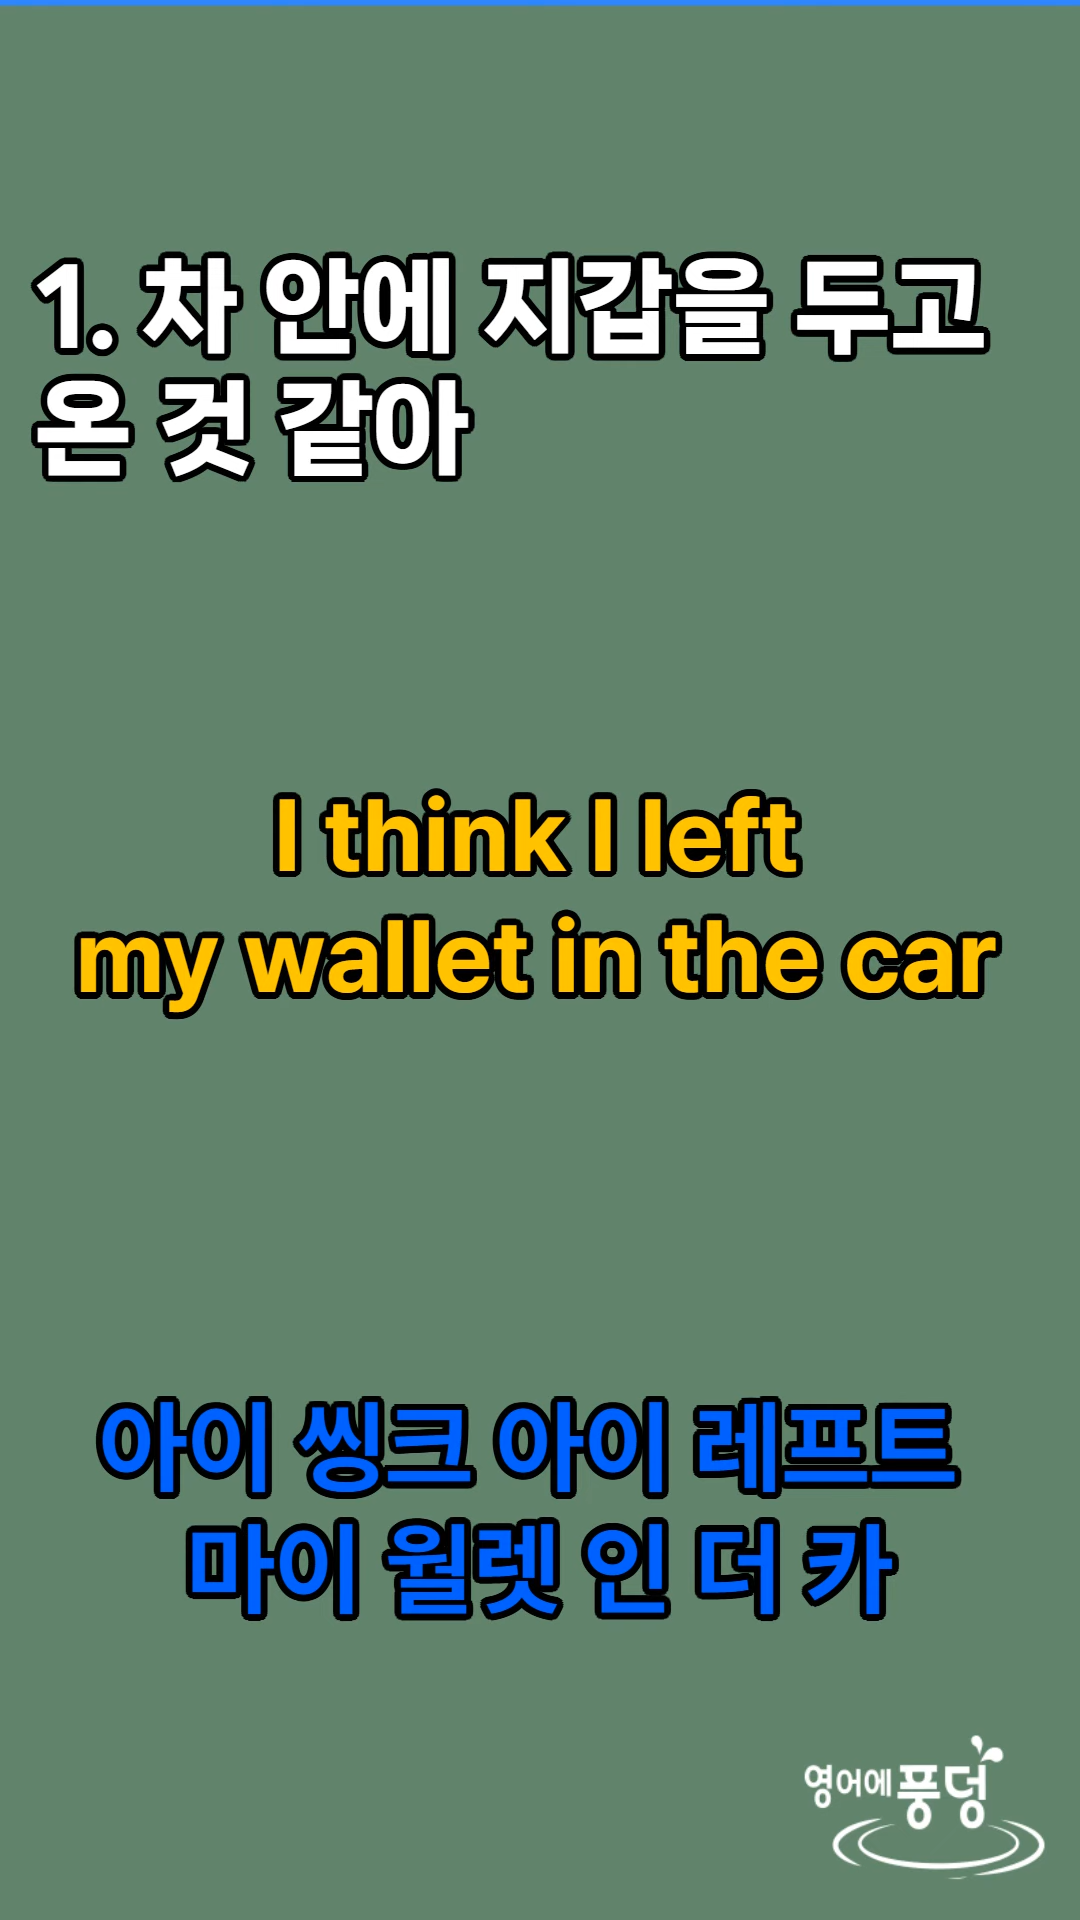 1. 차 안에 지갑을 두고
온 것 같아
I think I left
my wallet in the car
아이 씽크 아이 레프트
마이 월렛 인 더 카
영어에풍덩